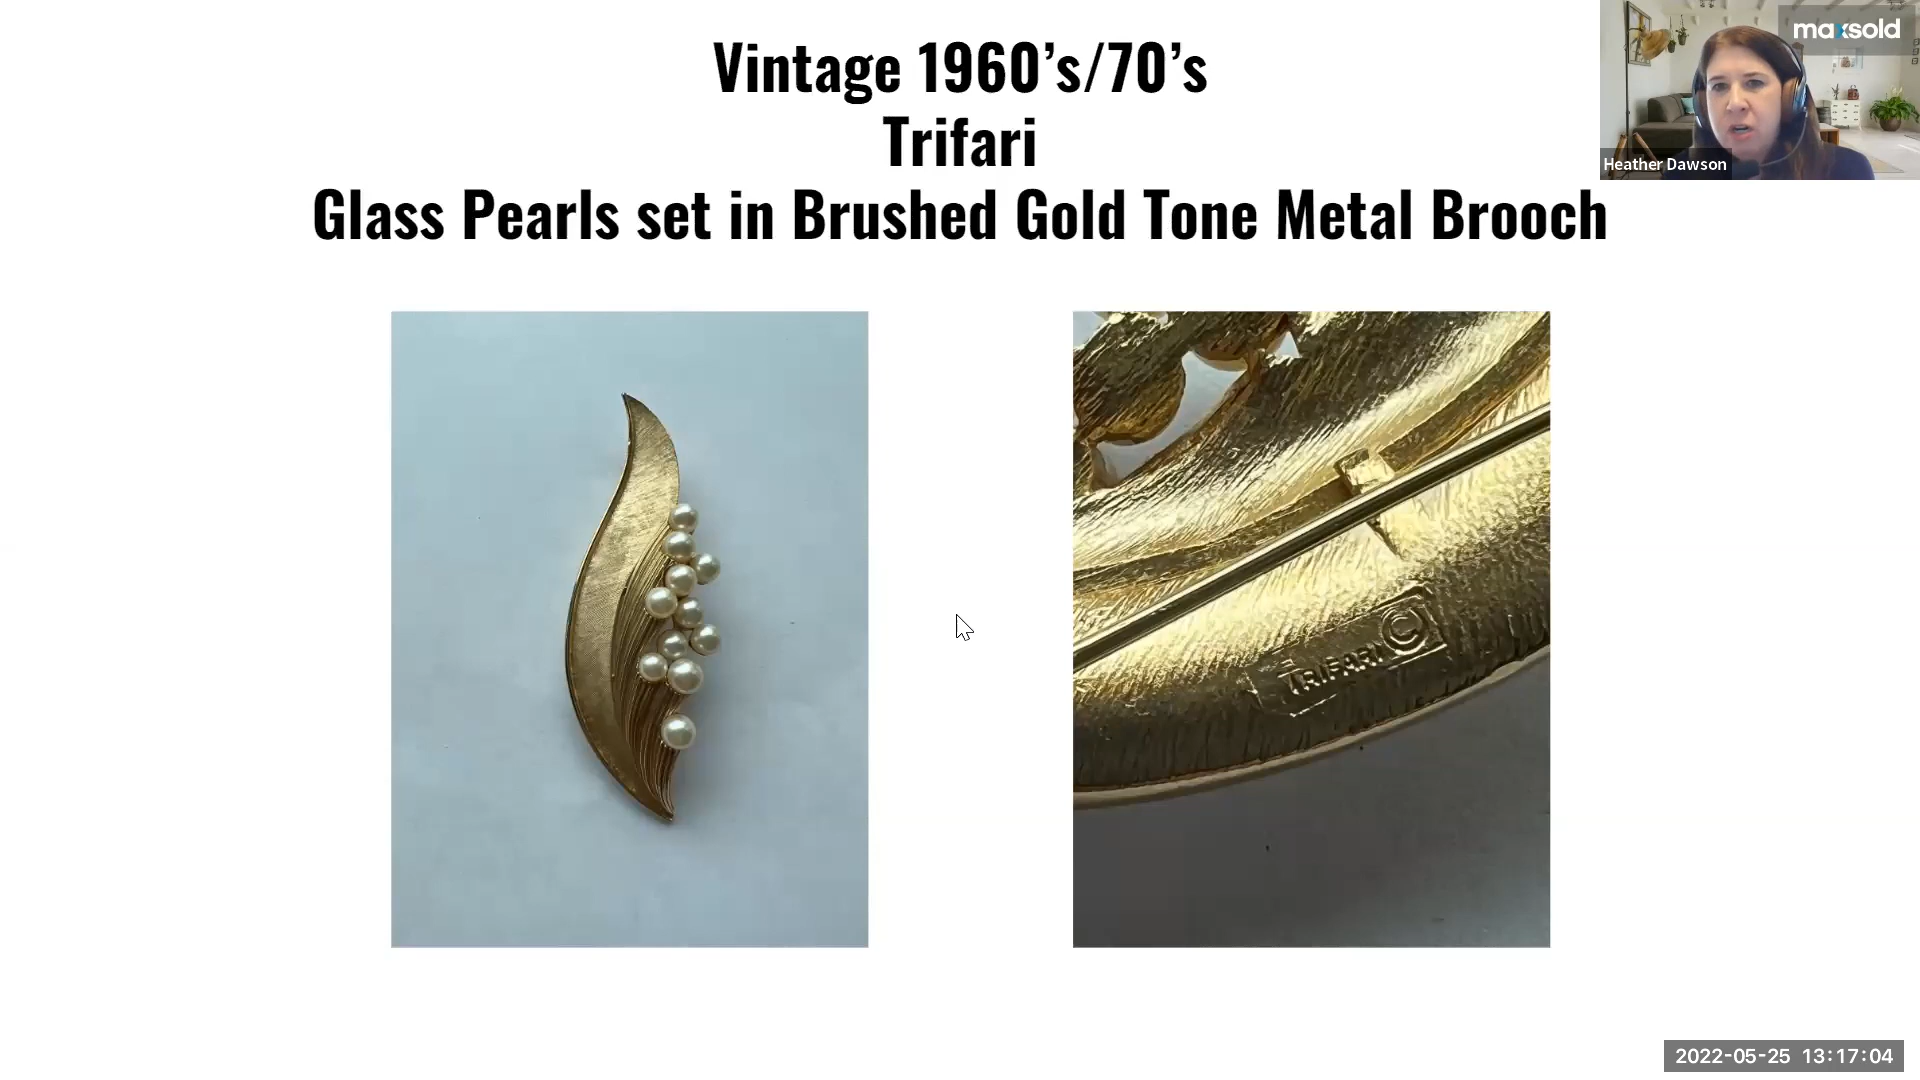 Vintage 1960’s/70’s
Trifari
Glass Pearls set in Brushed Gold Tone Metal Brooch
maxsold
Heather Dawson
TRIFARI ©
2022-05-25 13:17:04